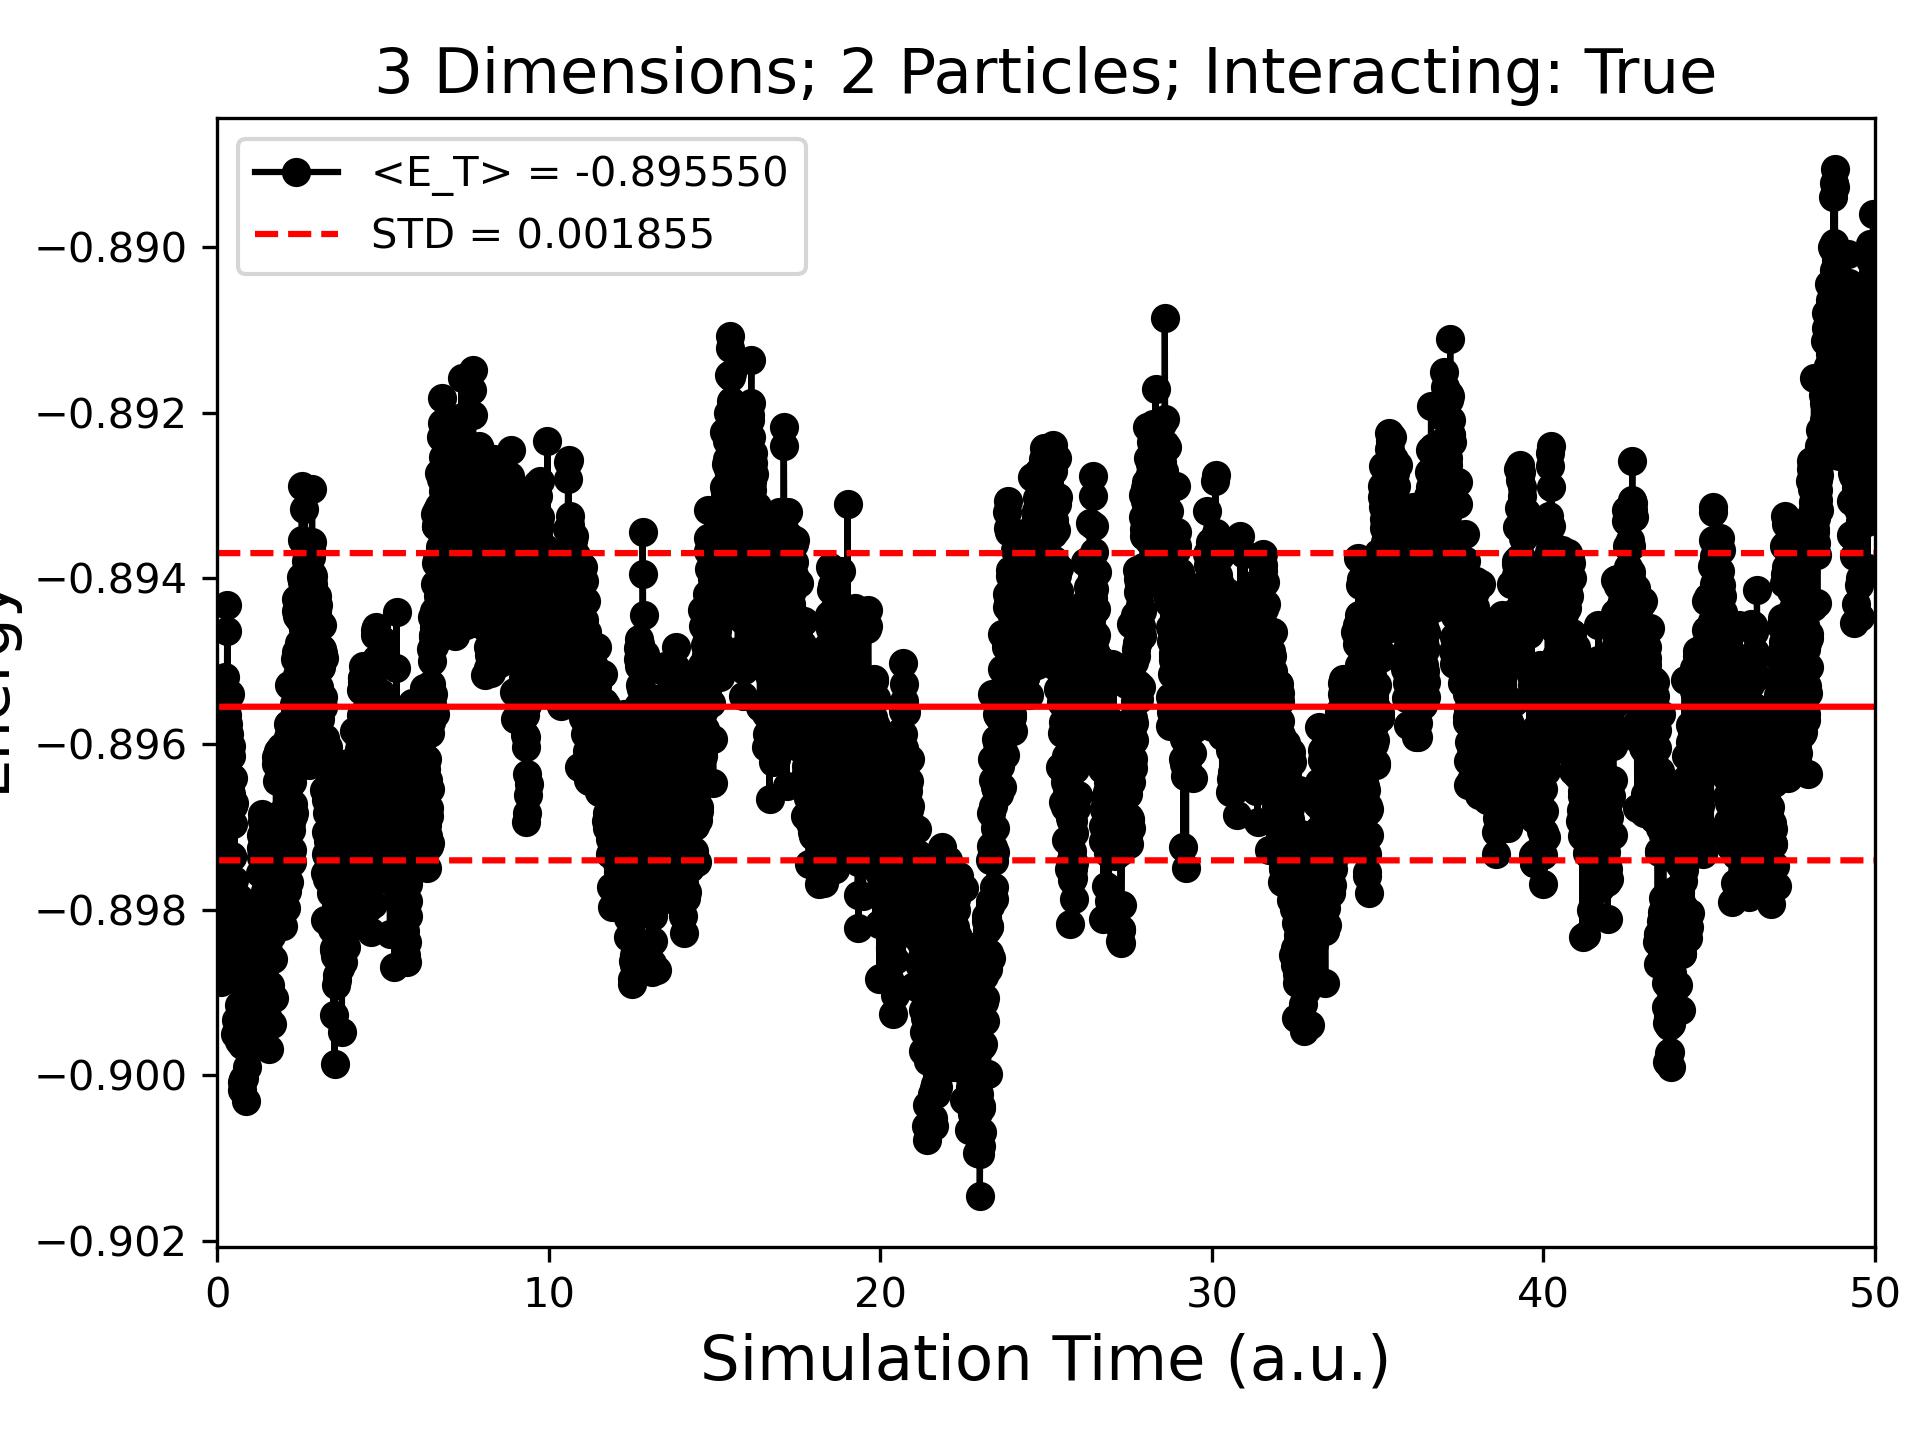 3 Dimensions; 2 Particles; Interacting: True
<E_T> = -0.895550
STD = 0.001855
−0.890
−0.892
−0.894
−0.896
−0.898
−0.900
−0.902
Energy
0 10 20 30 40 50
Simulation Time (a.u.)